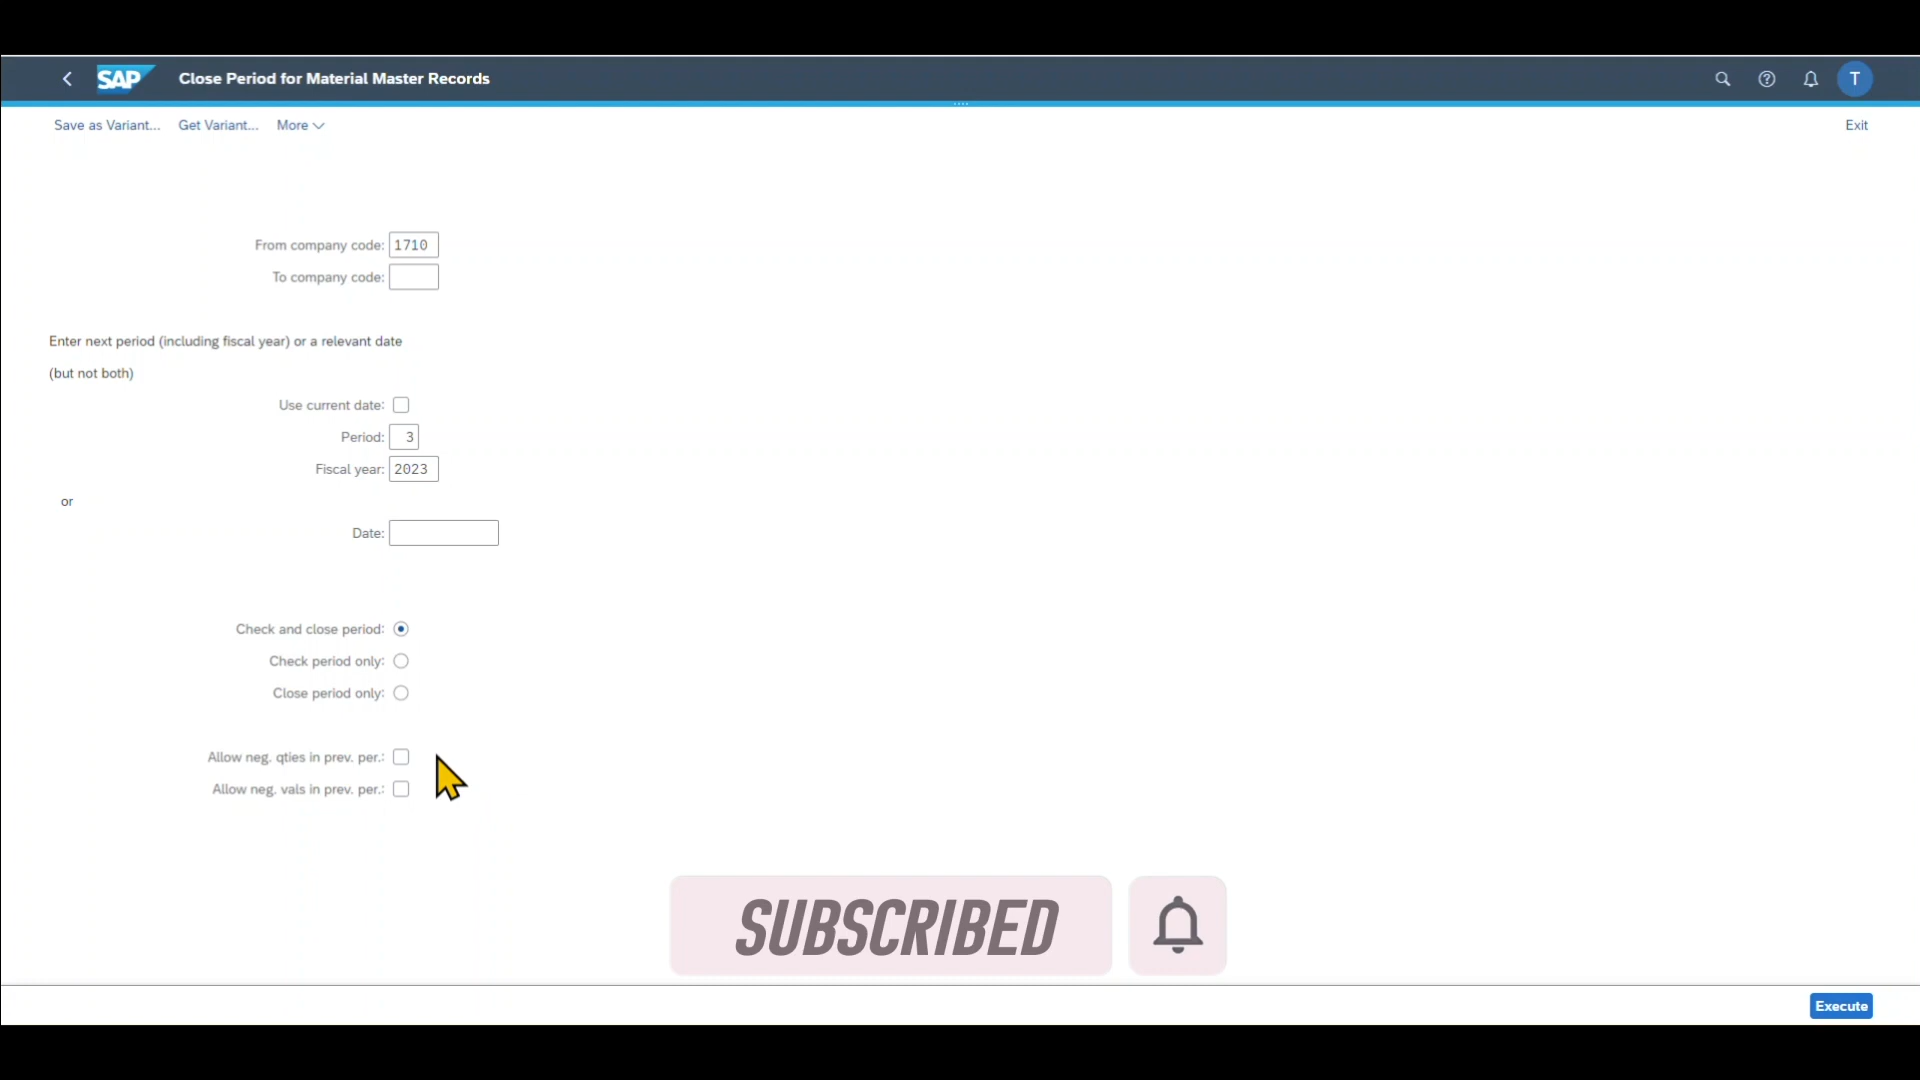 SAP Close Period for Material Master Records T
Save as Variant... Get Variant... More Exit
From company code: 1710
To company code:
Enter next period (including fiscal year) or a relevant date
(but not both)
Use current date:
Period: 3
Fiscal year: 2023
or
Date:
Check and close period:
Check period only:
Close period only:
Allow neg. qties in prev. per.:
Allow neg. vals in prev. per.:
SUBSCRIBED
Execute